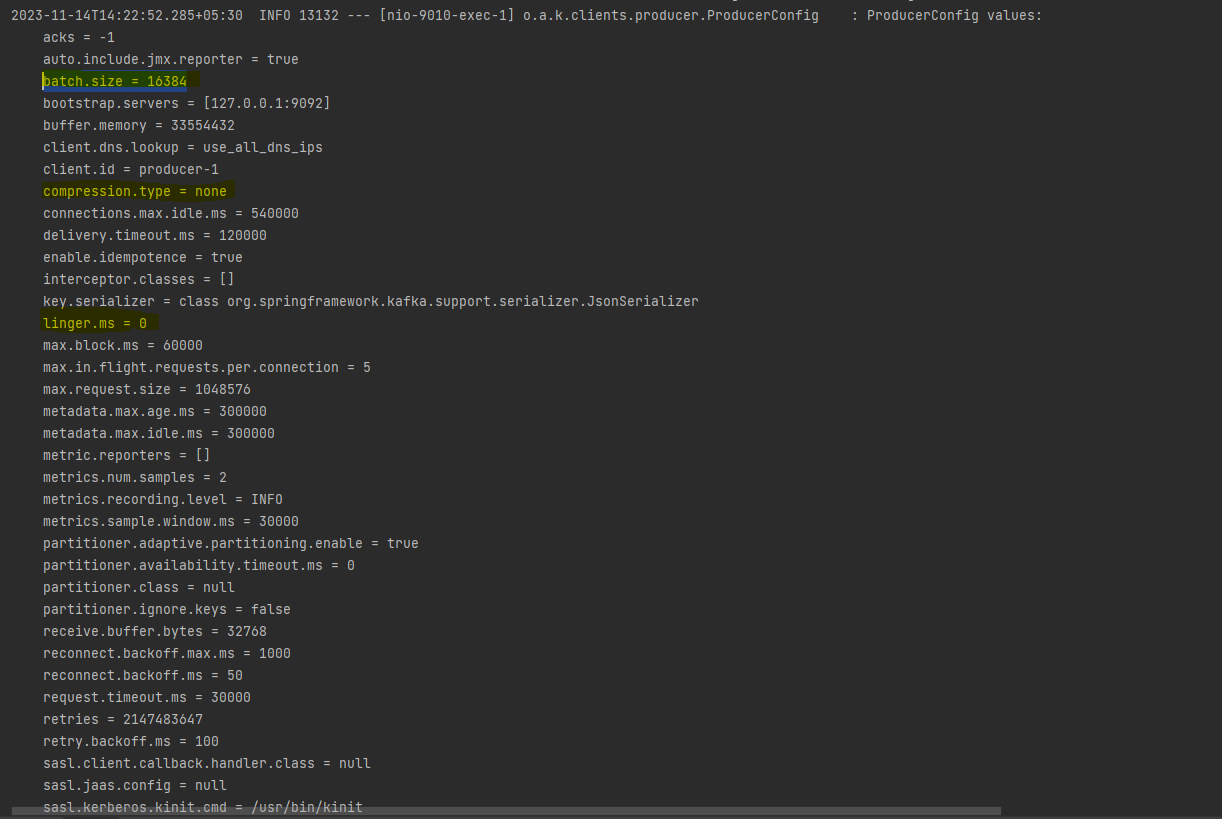 2023-11-14T14:22:52.285+05:30  INFO 13132 --- [nio-9010-exec-1] o.a.k.clients.producer.ProducerConfig    : ProducerConfig values:
acks = -1
auto.include.jmx.reporter = true
batch.size = 16384
bootstrap.servers = [127.0.0.1:9092]
buffer.memory = 33554432
client.dns.lookup = use_all_dns_ips
client.id = producer-1
compression.type = none
connections.max.idle.ms = 540000
delivery.timeout.ms = 120000
enable.idempotence = true
interceptor.classes = []
key.serializer = class org.springframework.kafka.support.serializer.JsonSerializer
linger.ms = 0
max.block.ms = 60000
max.in.flight.requests.per.connection = 5
max.request.size = 1048576
metadata.max.age.ms = 300000
metadata.max.idle.ms = 300000
metric.reporters = []
metrics.num.samples = 2
metrics.recording.level = INFO
metrics.sample.window.ms = 30000
partitioner.adaptive.partitioning.enable = true
partitioner.availability.timeout.ms = 0
partitioner.class = null
partitioner.ignore.keys = false
receive.buffer.bytes = 32768
reconnect.backoff.max.ms = 1000
reconnect.backoff.ms = 50
request.timeout.ms = 30000
retries = 2147483647
retry.backoff.ms = 100
sasl.client.callback.handler.class = null
sasl.jaas.config = null
sasl.kerberos.kinit.cmd = /usr/bin/kinit